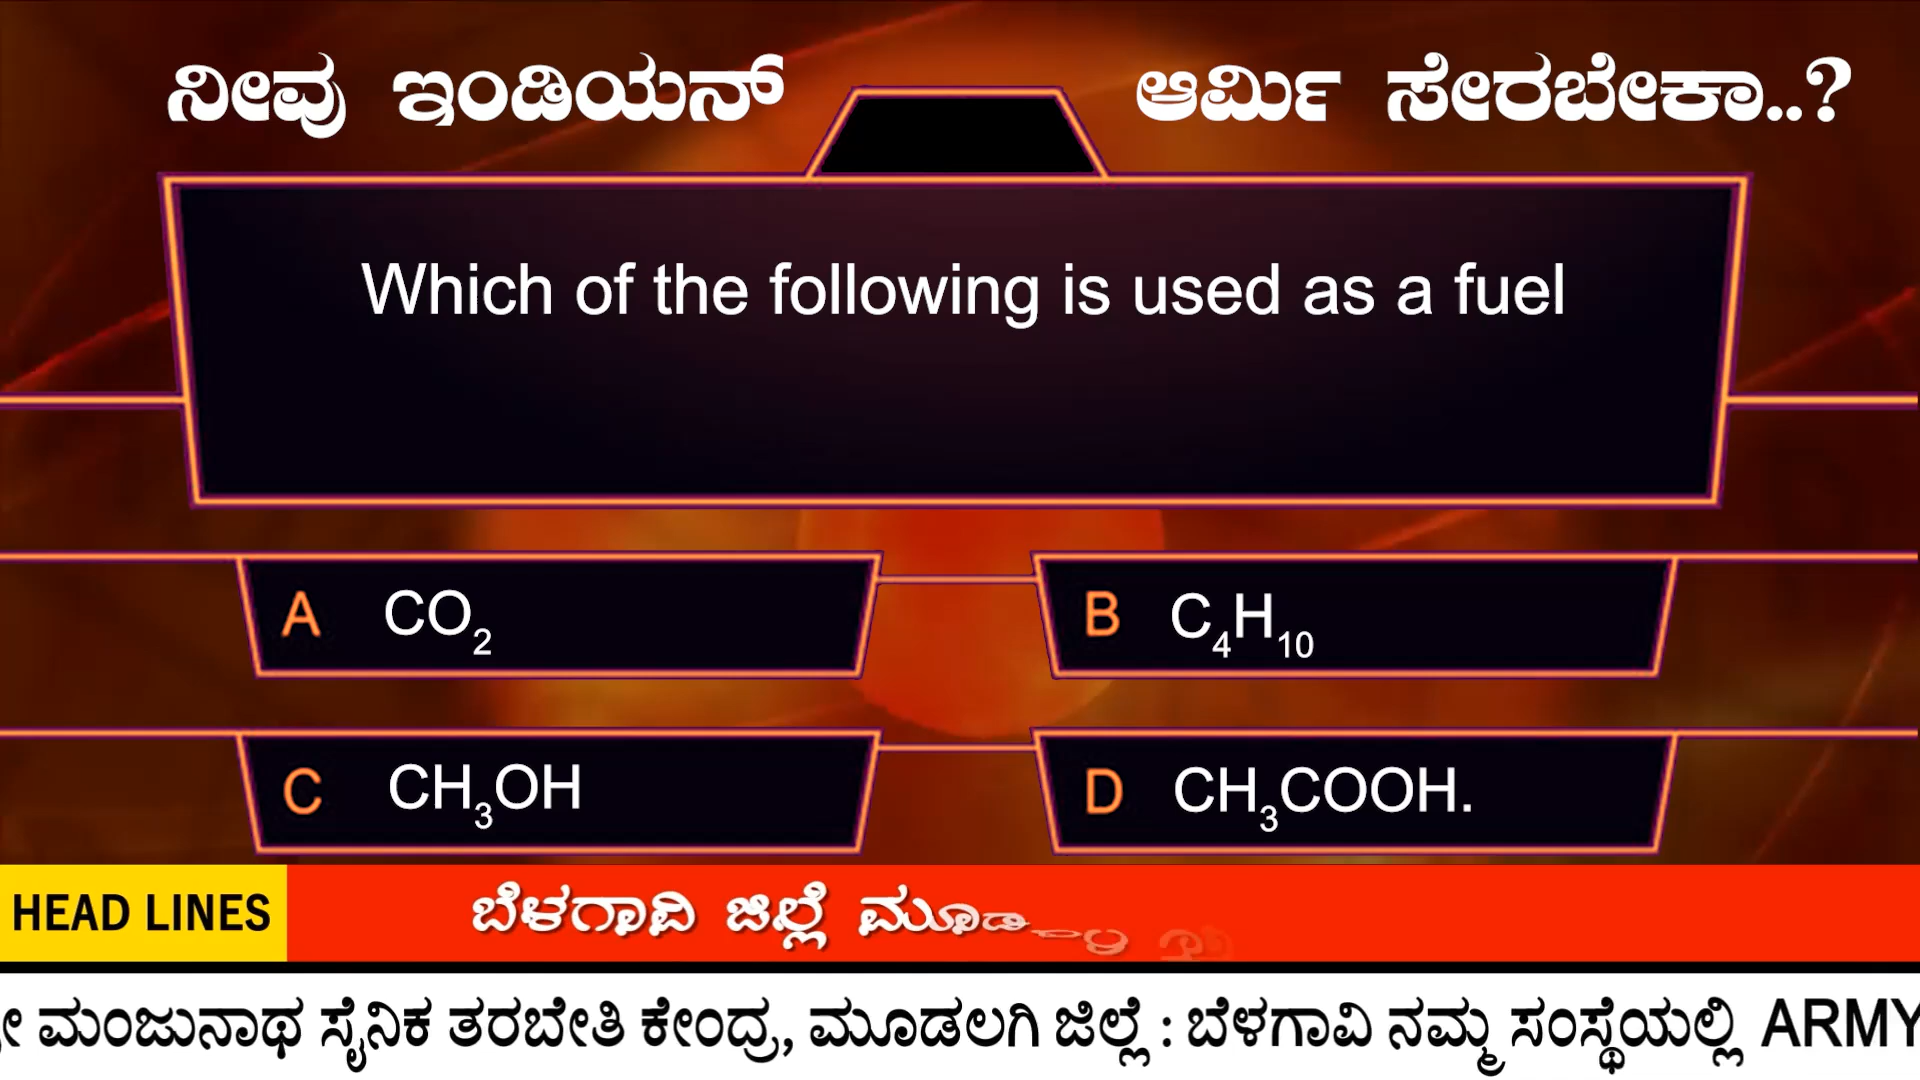 ನೀವು ಇಂಡಿಯನ್ ಆರ್ಮಿ ಸೇರಬೇಕಾ..?
Which of the following is used as a fuel
A CO₂
B C₄H₁₀
C CH₃OH
D CH₃COOH.
HEAD LINES
ಬೆಳಗಾವಿ ಜಿಲ್ಲೆ
ಮಂಜುನಾಥ ಸೈನಿಕ ತರಬೇತಿ ಕೇಂದ್ರ, ಮೂಡಲಗಿ ಜಿಲ್ಲೆ : ಬೆಳಗಾವಿ ನಮ್ಮ ಸಂಸ್ಥೆಯಲ್ಲಿ ARMY